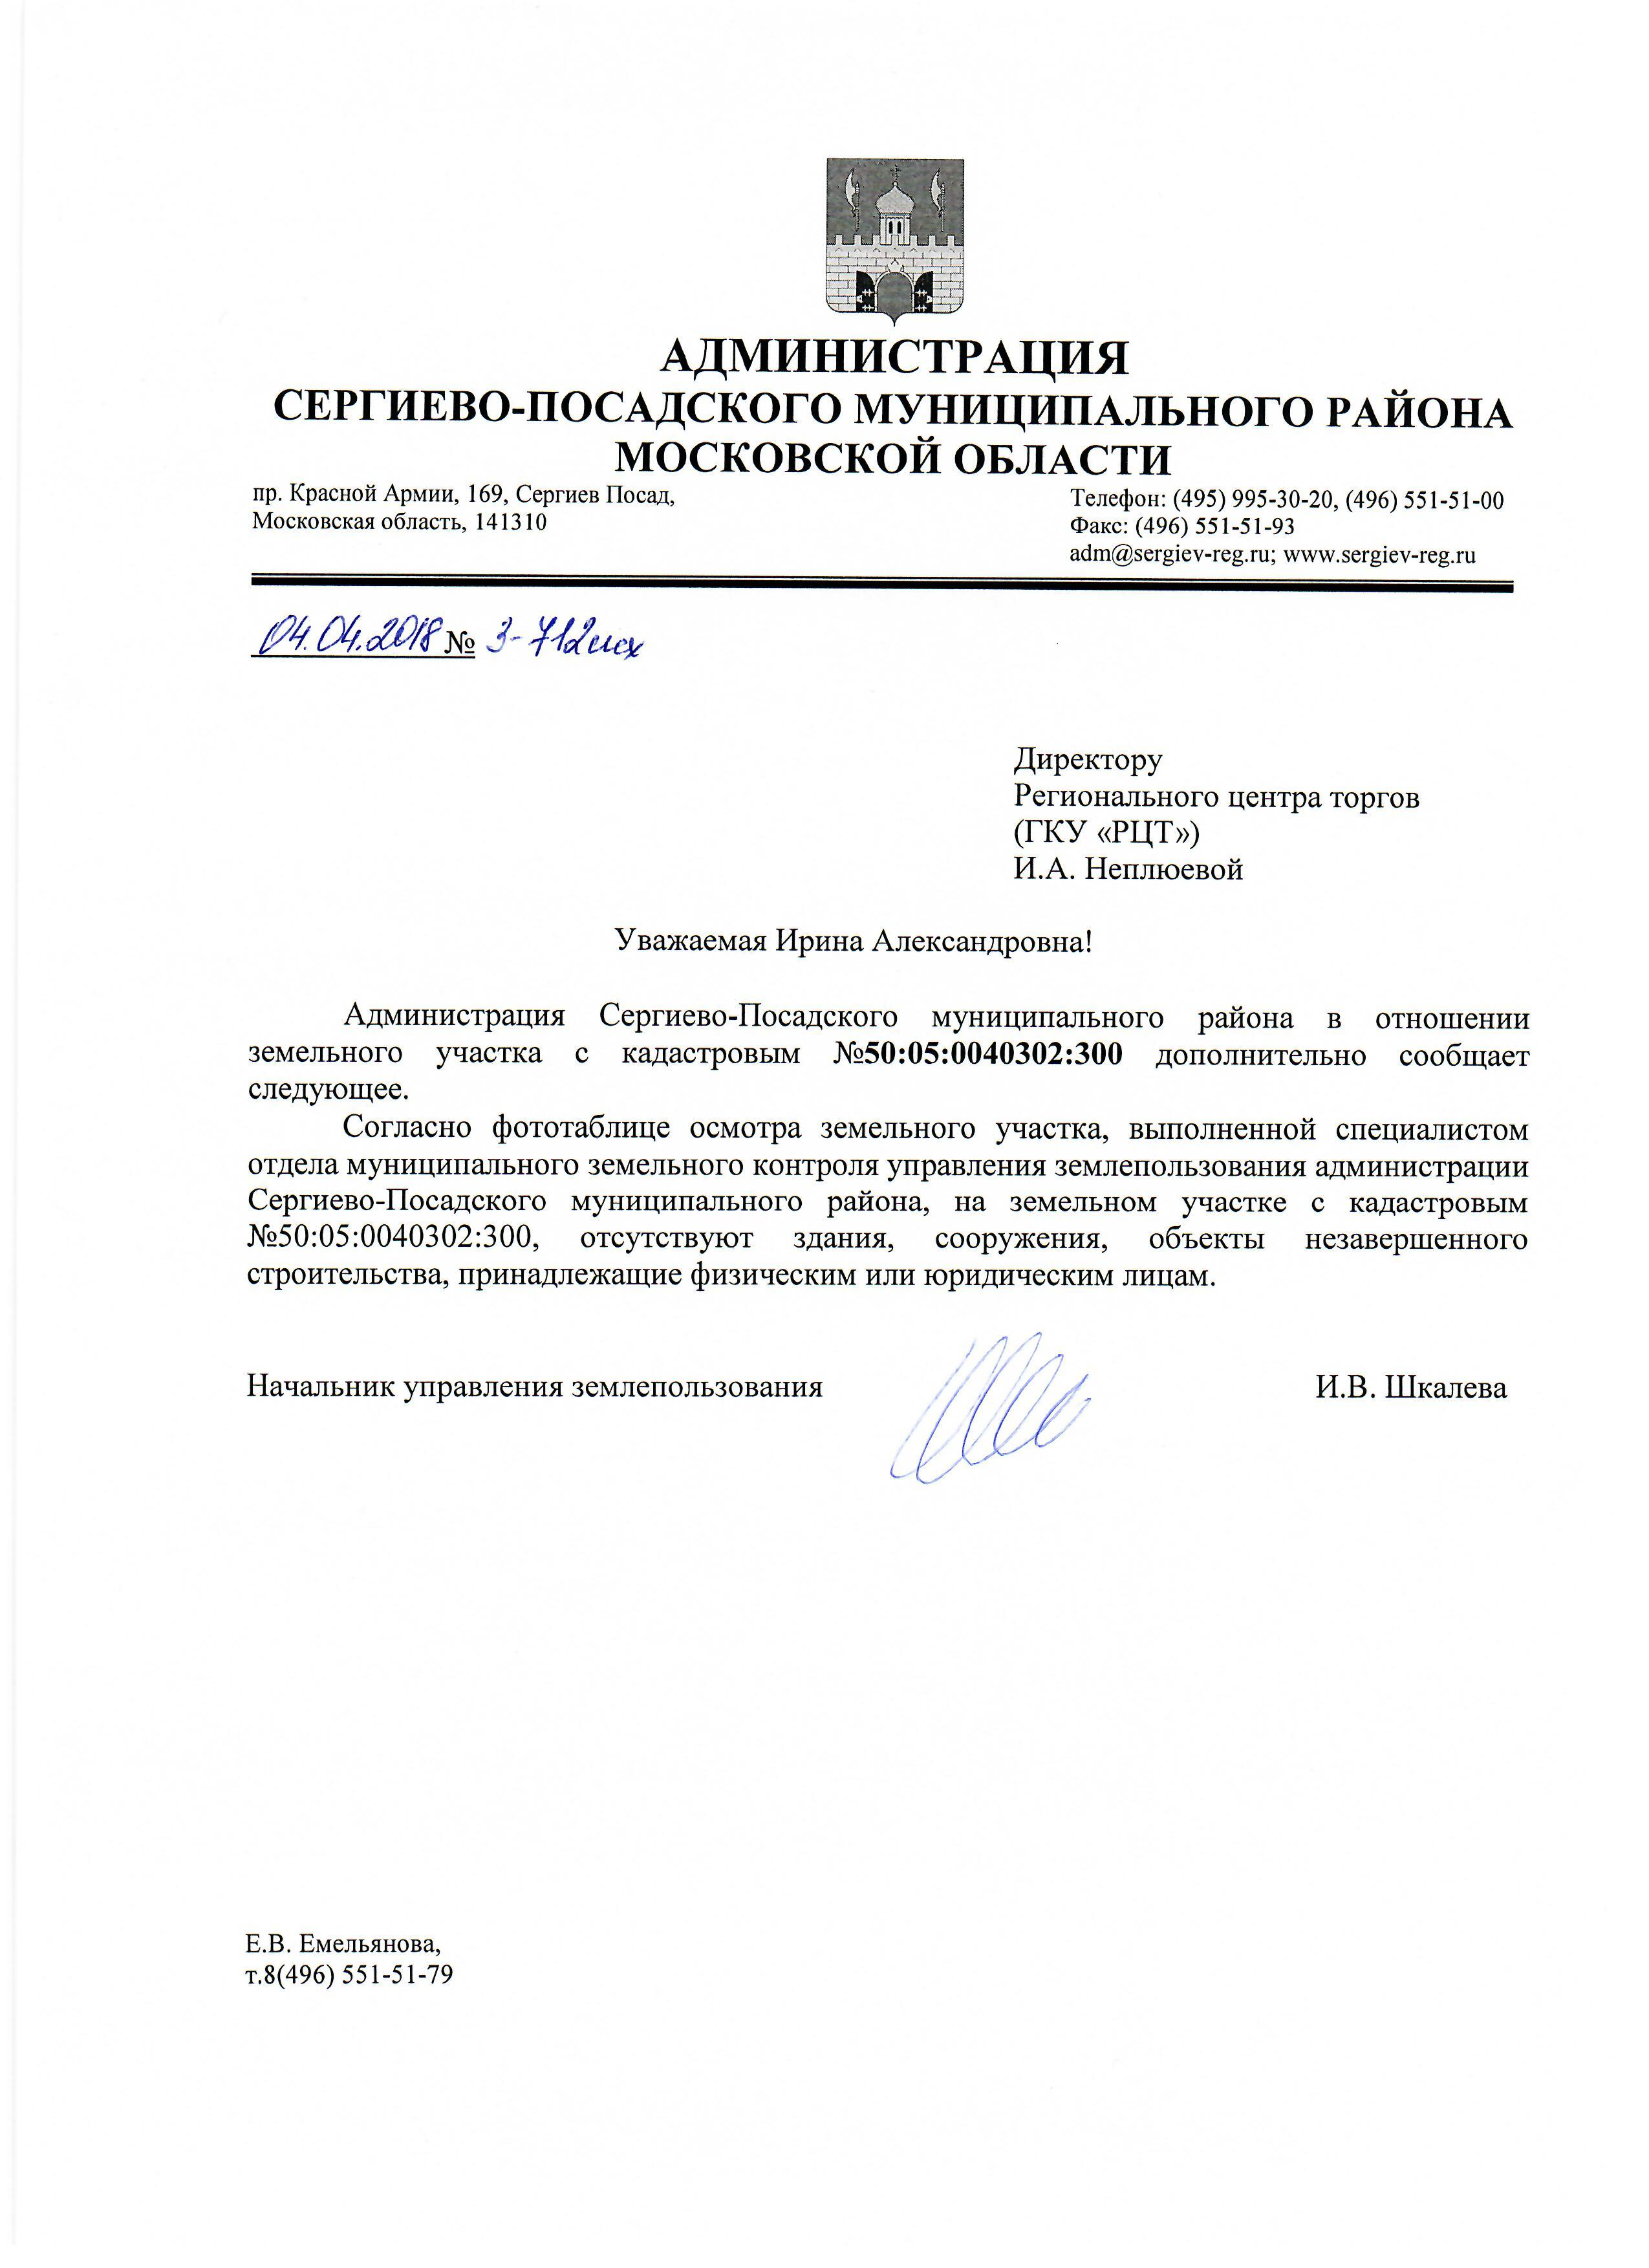 АДМИНИСТРАЦИЯ
СЕРГИЕВО-ПОСАДСКОГО МУНИЦИПАЛЬНОГО РАЙОНА
МОСКОВСКОЙ ОБЛАСТИ
пр. Красной Армии, 169, Сергиев Посад,
Московская область, 141310
Телефон: (495) 995-30-20, (496) 551-51-00
Факс: (496) 551-51-93
adm@sergiev-reg.ru; www.sergiev-reg.ru
04.04.2018 № 3-712исх
Директору
Регионального центра торгов
(ГКУ «РЦТ»)
И.А. Неплюевой
Уважаемая Ирина Александровна!
Администрация Сергиево-Посадского муниципального района в отношении
земельного участка с кадастровым №50:05:0040302:300 дополнительно сообщает
следующее.
Согласно фототаблице осмотра земельного участка, выполненной специалистом
отдела муниципального земельного контроля управления землепользования администрации
Сергиево-Посадского муниципального района, на земельном участке с кадастровым
№50:05:0040302:300, отсутствуют здания, сооружения, объекты незавершенного
строительства, принадлежащие физическим или юридическим лицам.
Начальник управления землепользования И.В. Шкалева
Е.В. Емельянова,
т.8(496) 551-51-79